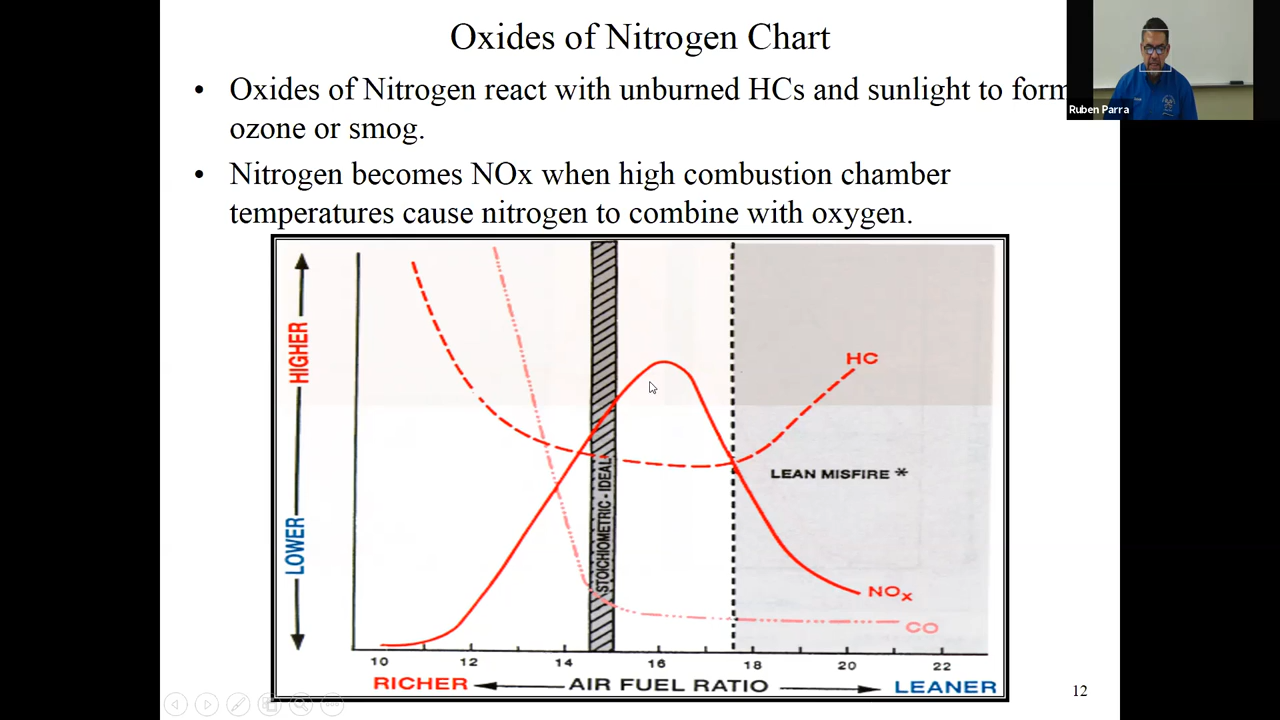 Oxides of Nitrogen Chart
• Oxides of Nitrogen react with unburned HCs and sunlight to form
ozone or smog.
• Nitrogen becomes NOx when high combustion chamber
temperatures cause nitrogen to combine with oxygen.
Ruben Parra
HIGHER
LOWER
STOICHIOMETRIC - IDEAL
HC
LEAN MISFIRE *
NOx
CO
10 12 14 16 18 20 22
RICHER AIR FUEL RATIO LEANER
12